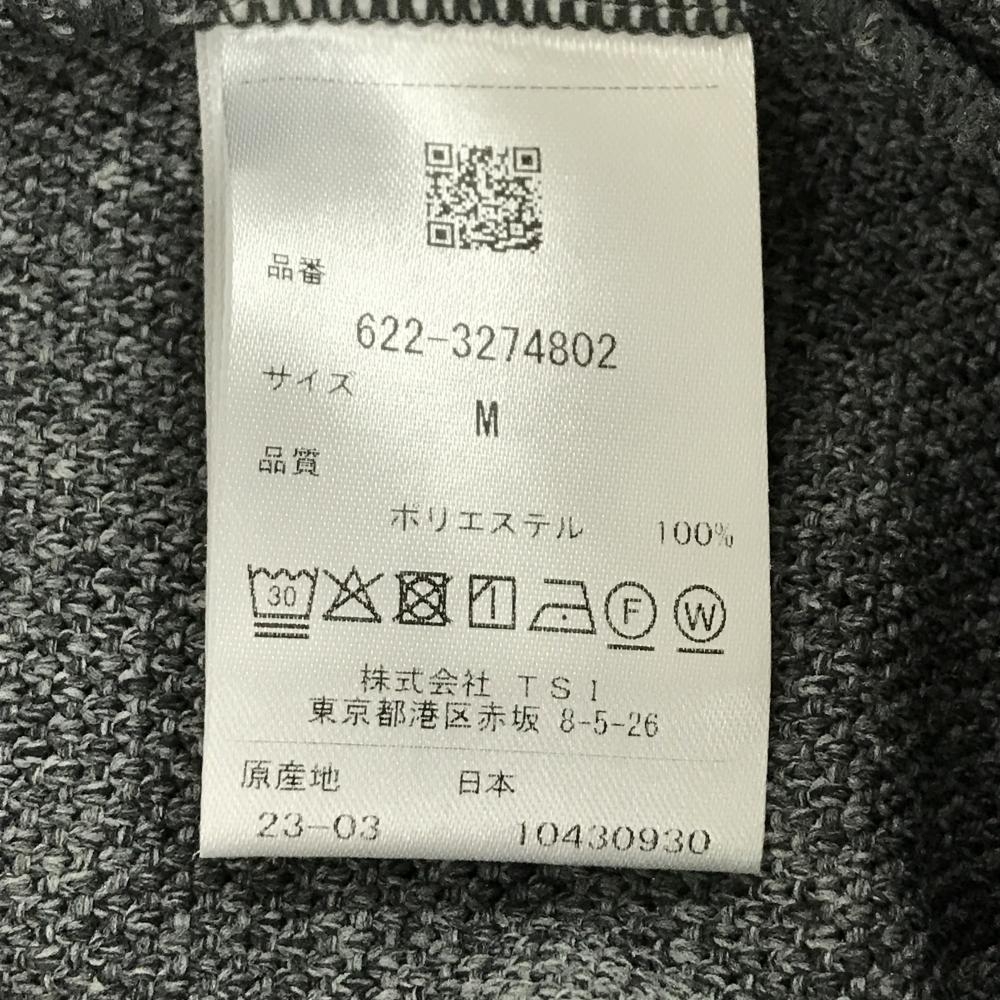 品番
622-3274802
サイズ
M
品質
ポリエステル 100%
30
F W
株式会社 TSI
東京都港区赤坂 8-5-26
原産地 日本
23-03 10430930